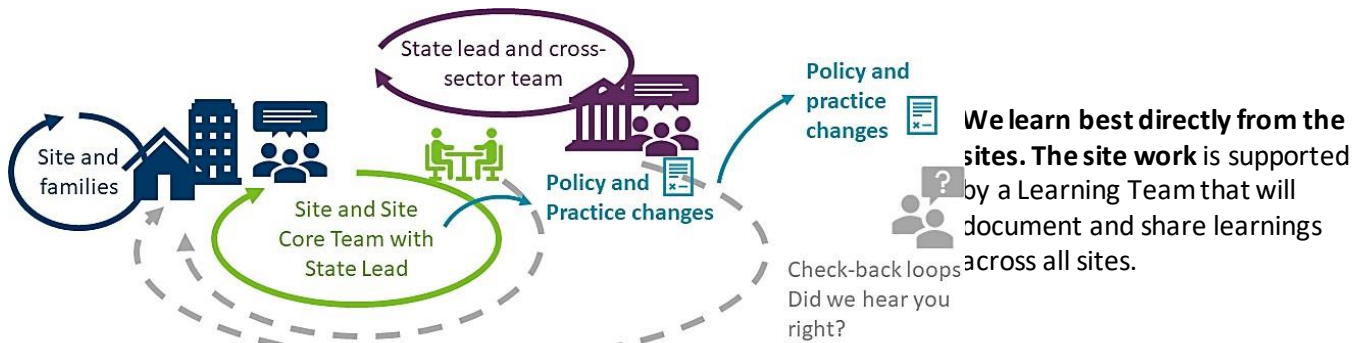 State lead and cross-
sector team
Site and
families
Site and Site
Core Team with
State Lead
Policy and
Practice changes
Policy and
practice
changes
Check-back loops
Did we hear you
right?
We learn best directly from the
sites. The site work is supported
by a Learning Team that will
document and share learnings
across all sites.
?